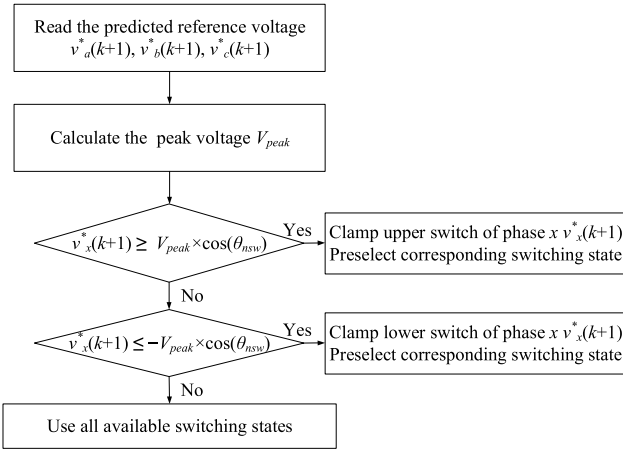 Read the predicted reference voltage
v*a(k+1), v*b(k+1), v*c(k+1)
Calculate the peak voltage Vpeak
v*x(k+1) ≥ Vpeak×cos(θnsw)
Yes
Clamp upper switch of phase x v*x(k+1)
Preselect corresponding switching state
No
v*x(k+1) ≤ −Vpeak×cos(θnsw)
Yes
Clamp lower switch of phase x v*x(k+1)
Preselect corresponding switching state
No
Use all available switching states